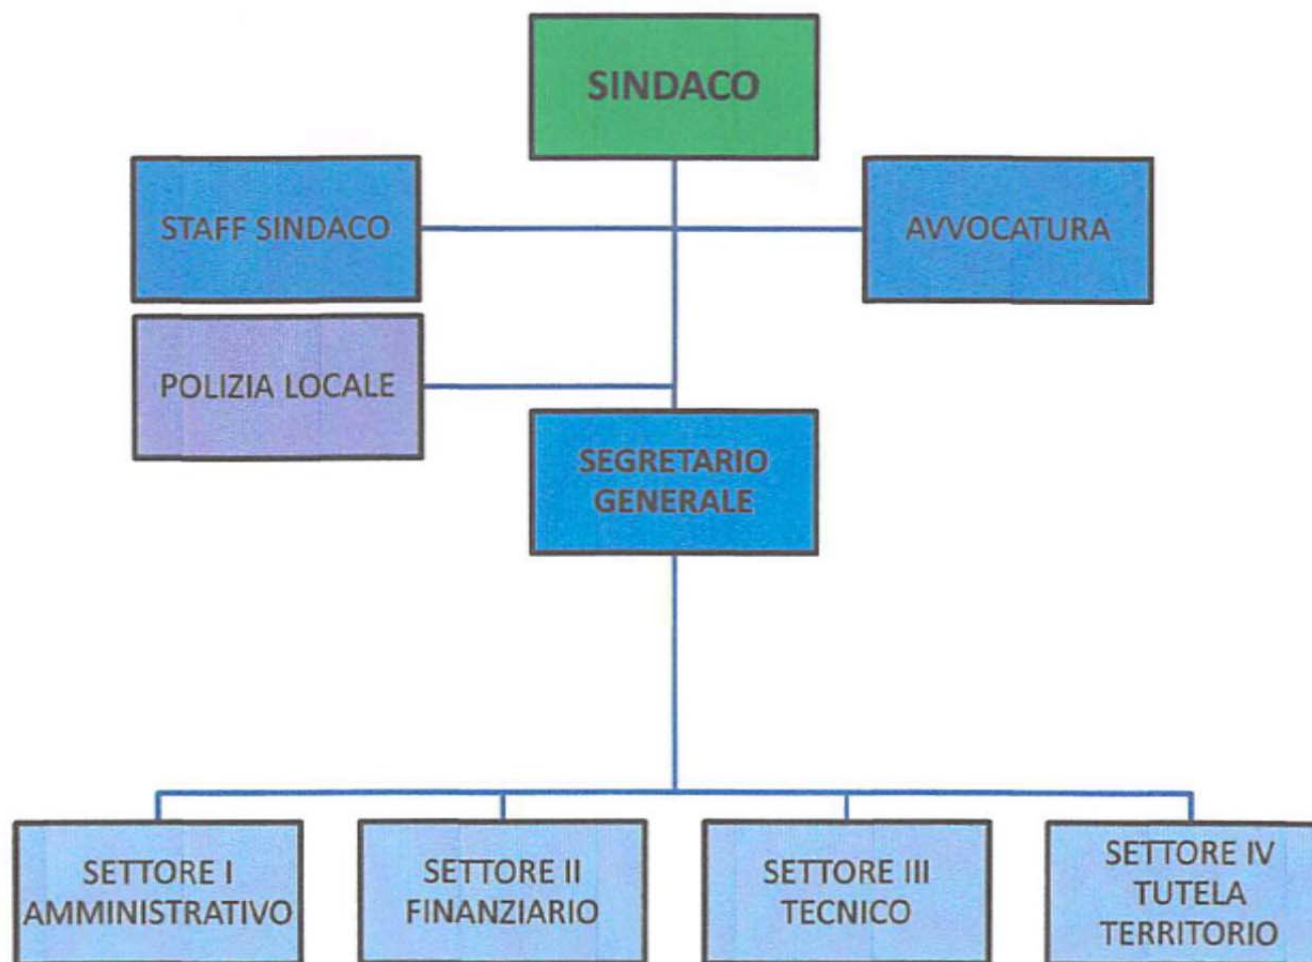 SINDACO
STAFF SINDACO
AVVOCATURA
POLIZIA LOCALE
SEGRETARIO
GENERALE
SETTORE I
AMMINISTRATIVO
SETTORE II
FINANZIARIO
SETTORE III
TECNICO
SETTORE IV
TUTELA
TERRITORIO